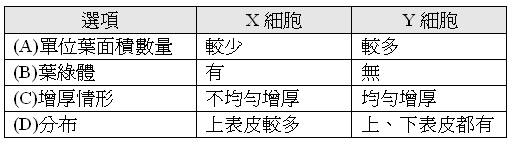 選項 X 細胞 Y 細胞
(A)單位葉面積數量 較少 較多
(B)葉綠體 有 無
(C)增厚情形 不均勻增厚 均勻增厚
(D)分布 上表皮較多 上、下表皮都有